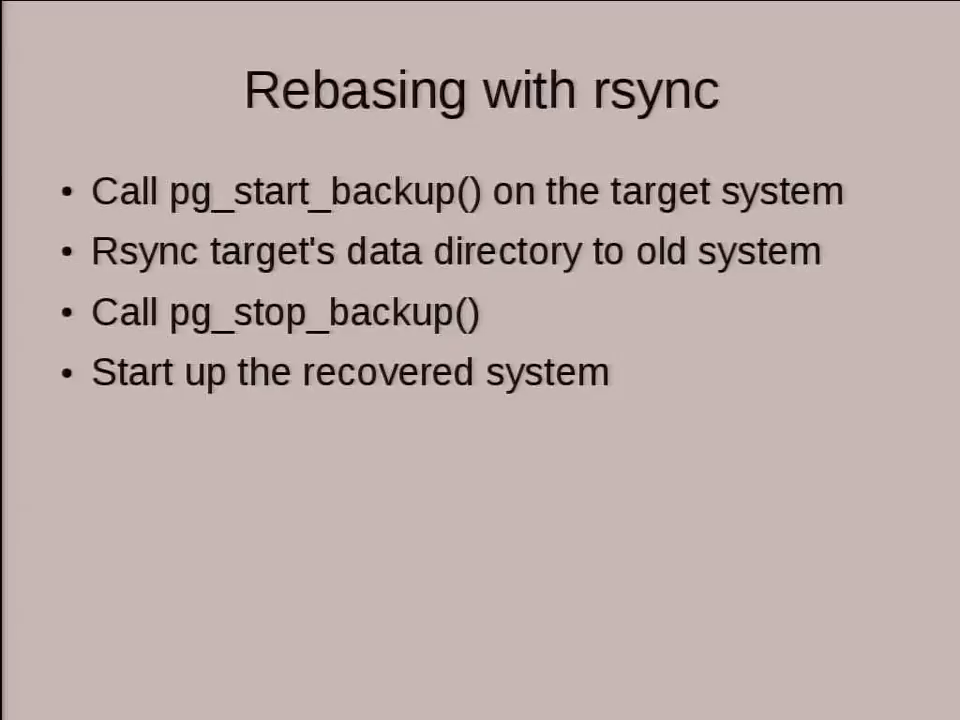 Rebasing with rsync
• Call pg_start_backup() on the target system
• Rsync target's data directory to old system
• Call pg_stop_backup()
• Start up the recovered system